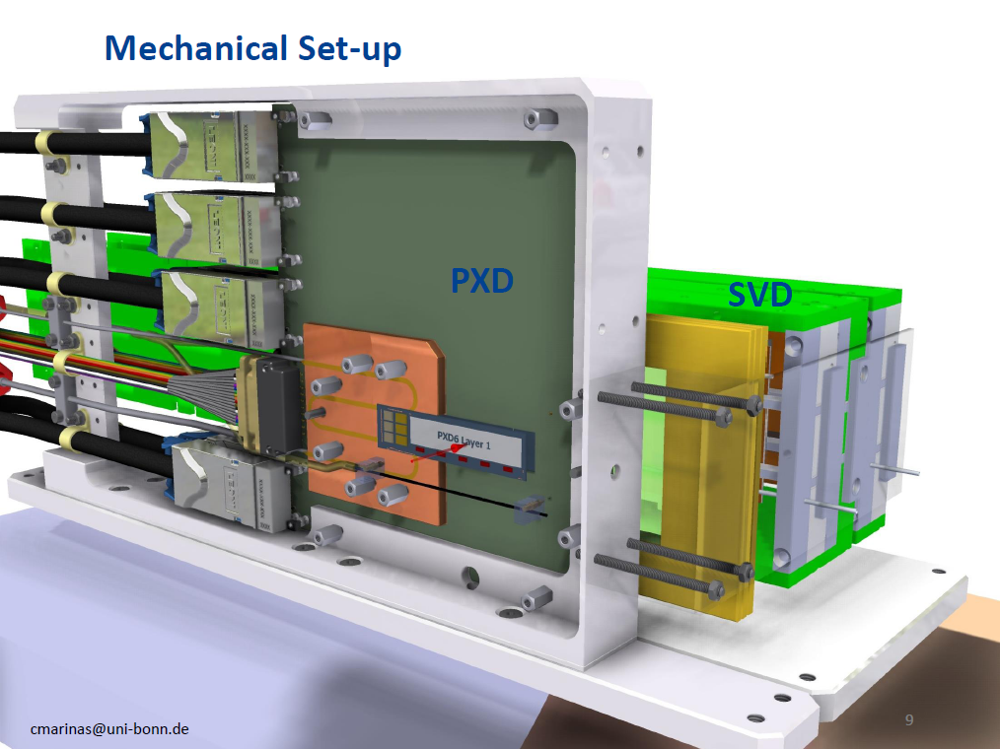 Mechanical Set-up
PXD
SVD
PXD6 Layer 1
cmarinas@uni-bonn.de
9